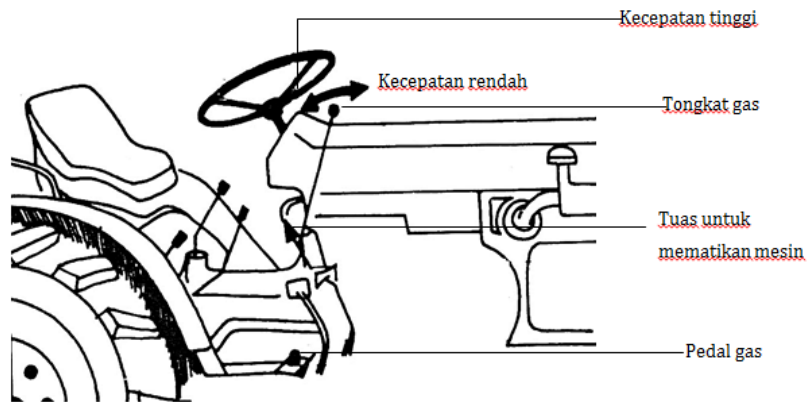 Kecepatan tinggi
Kecepatan rendah
Tongkat gas
Tuas untuk
mematikan mesin
Pedal gas